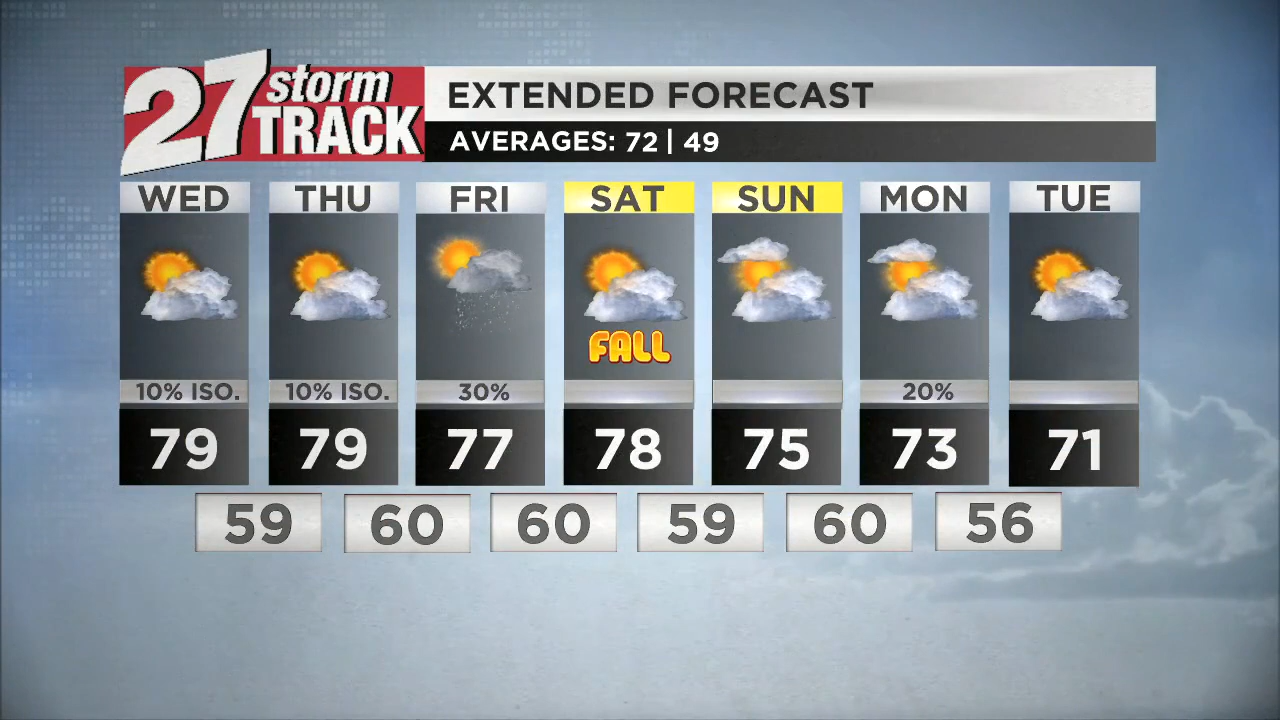 27 storm
TRACK
EXTENDED FORECAST
AVERAGES: 72 | 49
WED THU FRI SAT SUN MON TUE
FALL
10% ISO. 10% ISO. 30% 20%
79 79 77 78 75 73 71
59 60 60 59 60 56